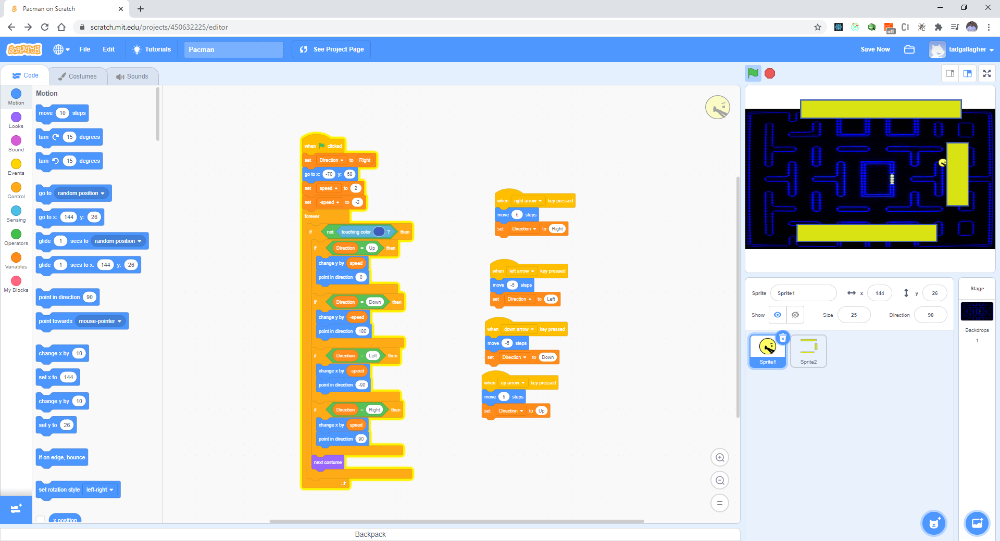 Pacman on Scratch
scratch.mit.edu/projects/450632225/editor
off
SCRATCH
File
Edit
Tutorials
Pacman
See Project Page
Save Now
tadgallagher
Code
Costumes
Sounds
Motion
Looks
Sound
Events
Control
Sensing
Operators
Variables
My Blocks
Motion
move 10 steps
turn 15 degrees
turn 15 degrees
go to random position
go to x: 144 y: 26
glide 1 secs to random position
glide 1 secs to x: 144 y: 26
point in direction 90
point towards mouse-pointer
change x by 10
set x to 144
change y by 10
set y to 26
if on edge, bounce
set rotation style left-right
x position
when clicked
set Direction to Right
go to x: -70 y: 68
set speed to 2
set -speed to -2
forever
if not touching color ? then
if Direction = Up then
change y by speed
point in direction 0
if Direction = Down then
change y by -speed
point in direction 180
if Direction = Left then
change x by -speed
point in direction -90
if Direction = Right then
change x by speed
point in direction 90
next costume
when right arrow key pressed
move 5 steps
set Direction to Right
when left arrow key pressed
move -5 steps
set Direction to Left
when down arrow key pressed
move -5 steps
set Direction to Down
when up arrow key pressed
move 5 steps
set Direction to Up
Backpack
Sprite Sprite1 x 144 y 26
Show Size 25 Direction 90
Sprite1
Sprite2
Stage
Backdrops
1